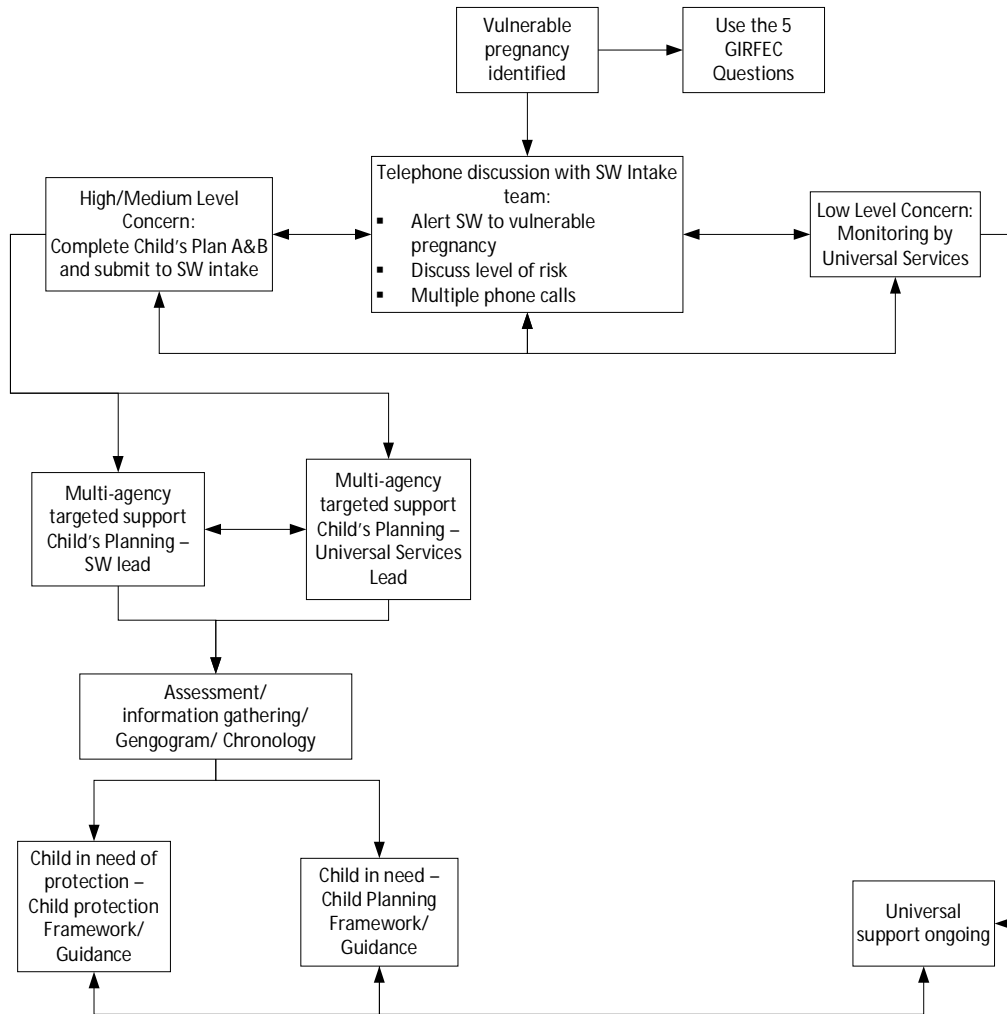 Vulnerable
pregnancy
identified
Use the 5
GIRFEC
Questions
Telephone discussion with SW Intake
team:
▪ Alert SW to vulnerable
pregnancy
▪ Discuss level of risk
▪ Multiple phone calls
High/Medium Level
Concern:
Complete Child's Plan A&B
and submit to SW intake
Low Level Concern:
Monitoring by
Universal Services
Multi-agency
targeted support
Child's Planning –
SW lead
Multi-agency
targeted support
Child's Planning –
Universal Services
Lead
Assessment/
information gathering/
Gengogram/ Chronology
Child in need of
protection –
Child protection
Framework/
Guidance
Child in need –
Child Planning
Framework/
Guidance
Universal
support ongoing